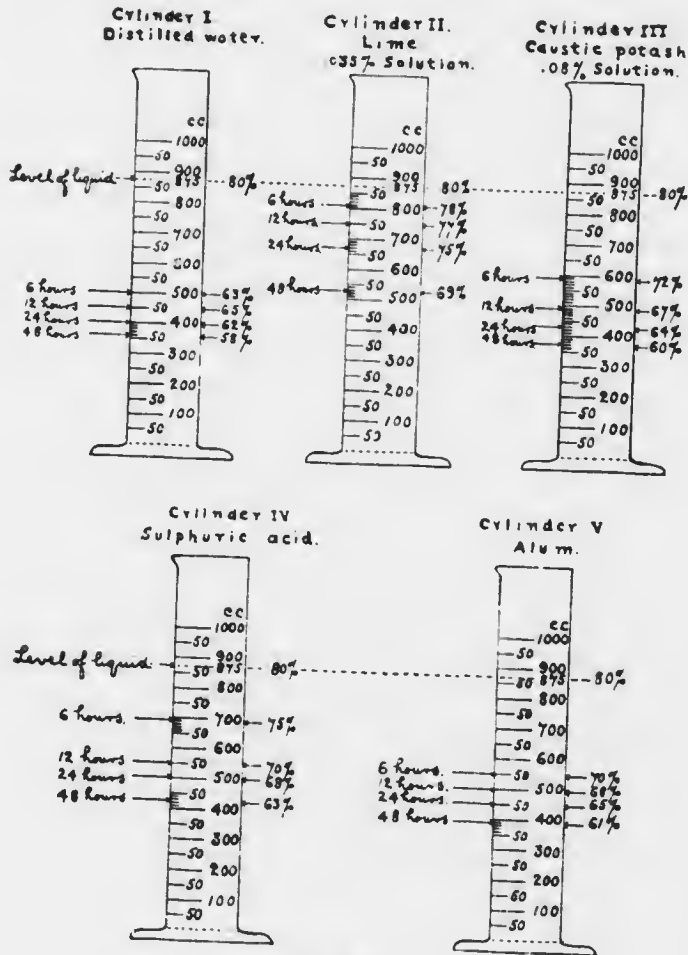 Cylinder I
Distilled water.
cc
1000
50
900
Level of liquid 875 80%
50
800
50
700
50
600
50
6 hours 500 63%
12 hours 50 65%
24 hours 400 62%
48 hours 50 58%
300
50
200
50
100
50
Cylinder II.
Lime
.035% Solution.
cc
1000
50
900
875 80%
6 hours 50
800 78%
12 hours 50 77%
24 hours 700 75%
50
600
48 hours 50 69%
500
50
400
50
300
50
200
50
100
50
Cylinder III
Caustic potash
.08% Solution.
cc
1000
50
900
50 875 80%
800
50
700
50
6 hours 600 72%
50
12 hours 500 67%
24 hours 50 64%
48 hours 400 60%
50
300
50
200
50
100
50
Cylinder IV
Sulphuric acid.
cc
1000
50
900
Level of liquid 875 80%
50
800
50
6 hours. 700 75%
50
600
12 hours 50 70%
24 hours 500 68%
48 hours 50 63%
400
50
300
50
200
50
100
50
Cylinder V
Alum.
cc
1000
50
900
50 875 80%
800
50
700
50
600
6 hours. 50 70%
12 hours. 500 68%
24 hours 50 65%
48 hours 400 61%
50
300
50
200
50
100
50